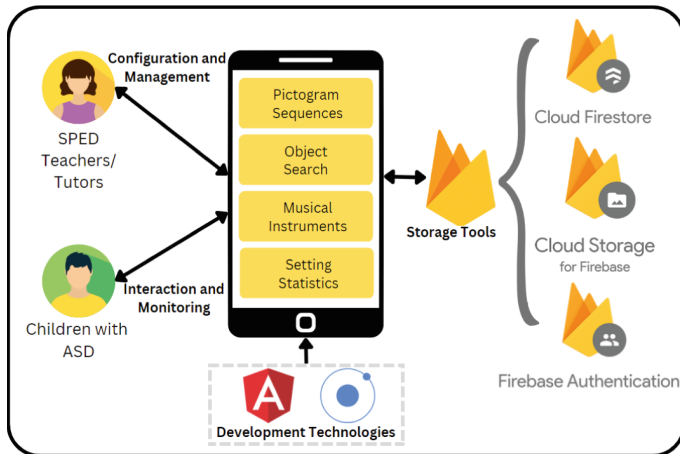 Configuration and
Management
SPED
Teachers/
Tutors
Interaction and
Monitoring
Children with
ASD
Pictogram
Sequences
Object
Search
Musical
Instruments
Setting
Statistics
A
Development Technologies
Storage Tools
Cloud Firestore
Cloud Storage
for Firebase
Firebase Authentication